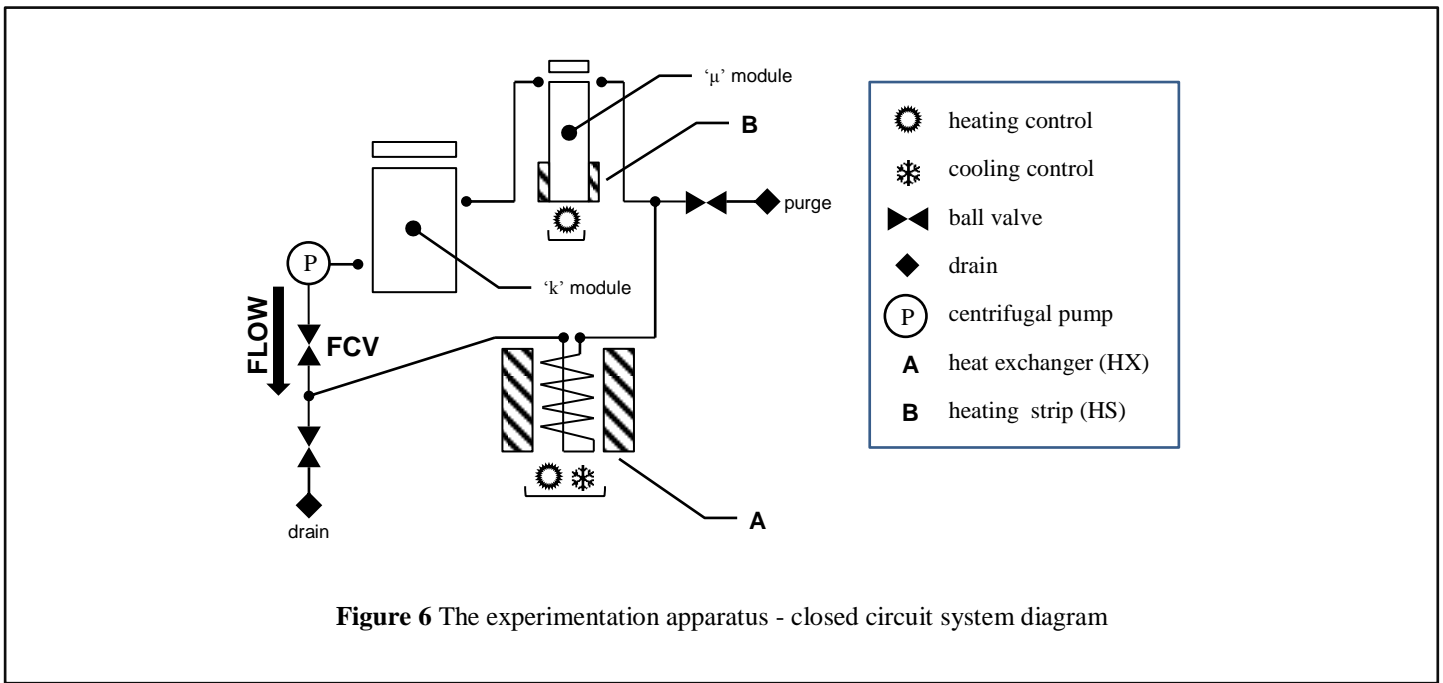 ‘μ’ module
B
purge
P
‘k’ module
FLOW
FCV
drain
A
heating control
cooling control
ball valve
drain
P centrifugal pump
A heat exchanger (HX)
B heating strip (HS)
Figure 6 The experimentation apparatus - closed circuit system diagram